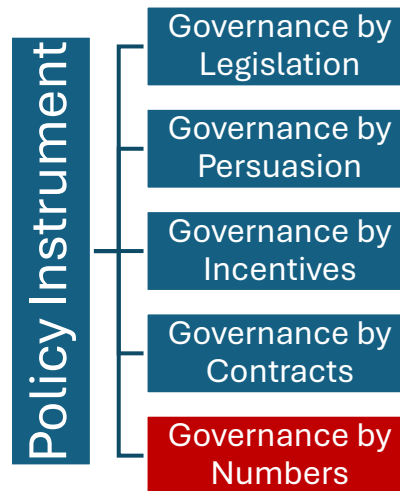 Policy Instrument
Governance by
Legislation
Governance by
Persuasion
Governance by
Incentives
Governance by
Contracts
Governance by
Numbers